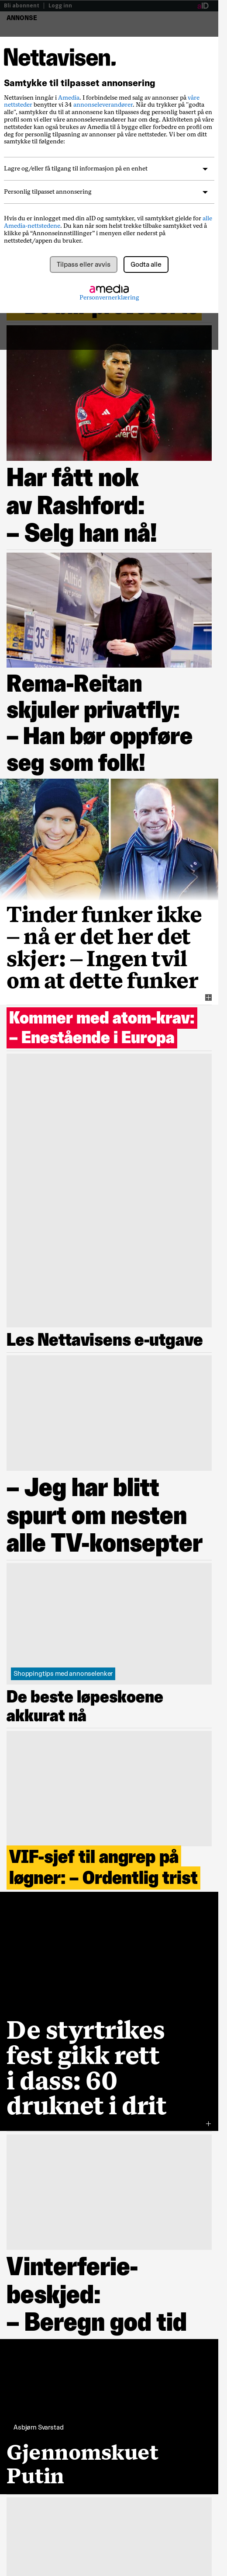 Bli abonnent | Logg inn
aID
ANNONSE
Nettavisen.
Samtykke til tilpasset annonsering
Nettavisen inngår i Amedia. I forbindelse med salg av annonser på våre
nettsteder benytter vi 34 annonseleverandører. Når du trykker på "godta
alle", samtykker du til at annonsene kan tilpasses deg personlig basert på en
profil som vi eller våre annonseleverandører har om deg. Aktiviteten din på
nettstedene kan også brukes av Amedia til å bygge eller forbedre en profil om
deg for personlig tilpasning av annonser på våre nettsteder. Vi ber om ditt
samtykke til følgende:
Lagre og/eller få tilgang til informasjon på en enhet
Personlig tilpasset annonsering
Hvis du er innlogget med din aID og samtykker, vil samtykket gjelde for alle
Amedia-nettstedene. Du kan når som helst trekke tilbake samtykket ved å
klikke på “Annonseinnstillinger” i menyen eller nederst på
nettstedet/appen du bruker.
Tilpass eller avvis
Godta alle
amedia
Personvernerklæring
Har fått nok
av Rashford:
– Selg han nå!
Rema-Reitan
skjuler privatfly:
– Han bør oppføre
seg som folk!
Tinder funker ikke
– nå er det her det
skjer: – Ingen tvil
om at dette funker
Kommer med atom-krav:
– Enestående i Europa
Les Nettavisens e-utgave
– Jeg har blitt
spurt om nesten
alle TV-konsepter
Shoppingtips med annonselenker
De beste løpeskoene
akkurat nå
VIF-sjef til angrep på
løgner: – Ordentlig trist
De styrtrikes
fest gikk rett
i dass: 60
druknet i drit
Vinterferie-
beskjed:
– Beregn god tid
Asbjørn Svarstad
Gjennomskuet
Putin